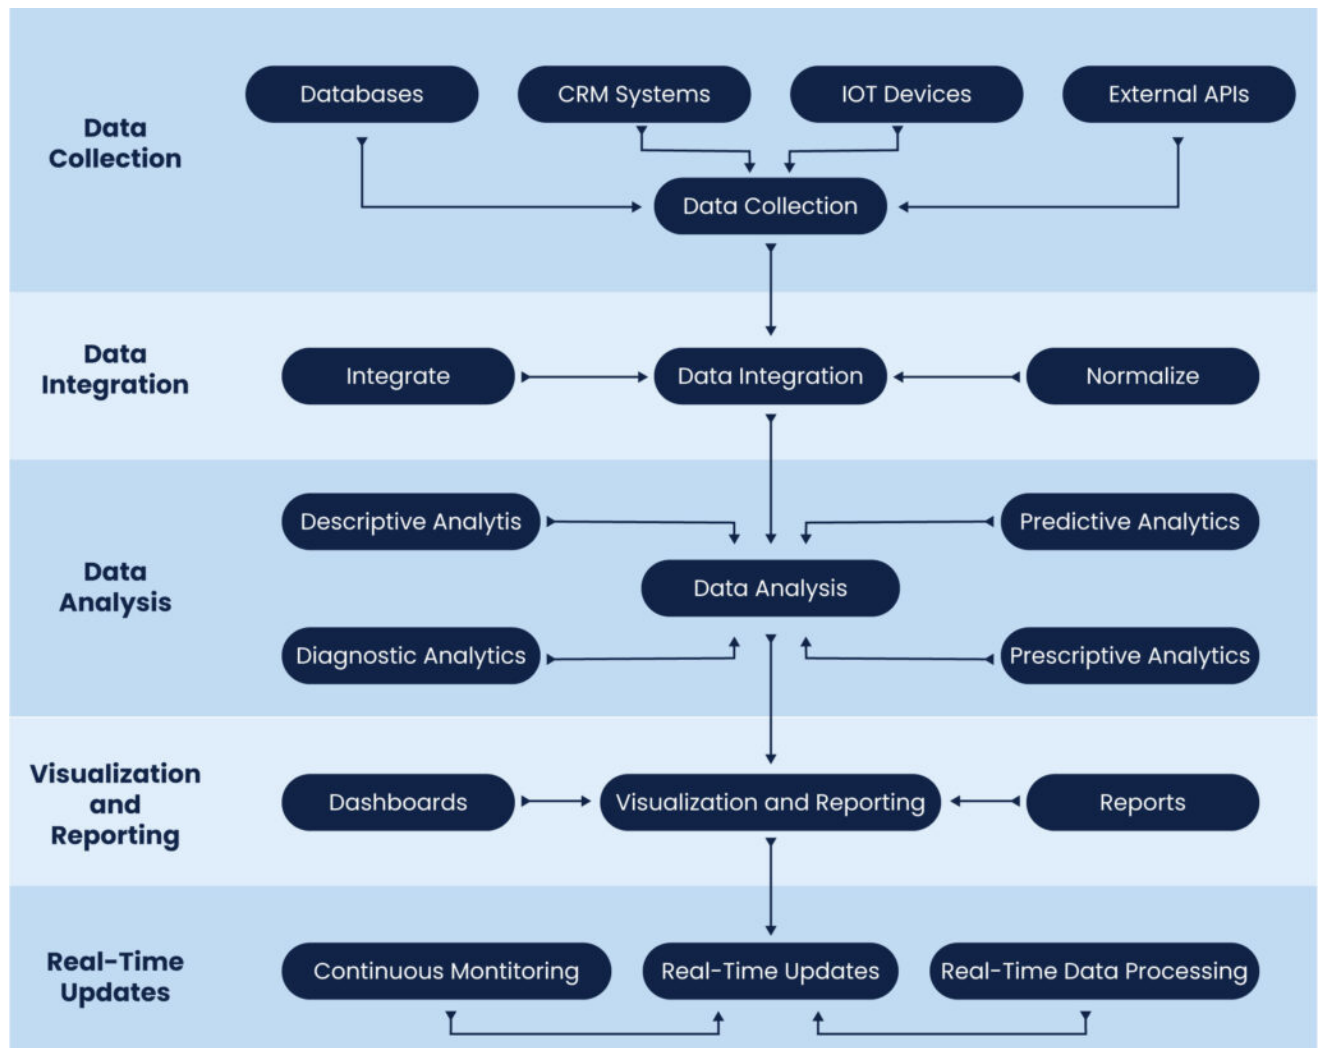 Data
Collection
Databases
CRM Systems
IOT Devices
External APIs
Data Collection
Data
Integration
Integrate
Data Integration
Normalize
Data
Analysis
Descriptive Analytis
Predictive Analytics
Data Analysis
Diagnostic Analytics
Prescriptive Analytics
Visualization
and
Reporting
Dashboards
Visualization and Reporting
Reports
Real-Time
Updates
Continuous Montitoring
Real-Time Updates
Real-Time Data Processing